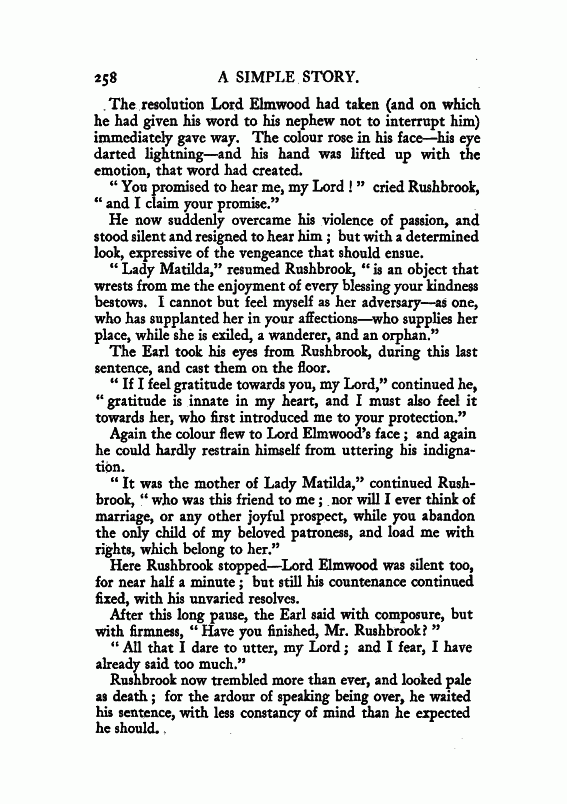 258 A SIMPLE STORY.
The resolution Lord Elmwood had taken (and on which
he had given his word to his nephew not to interrupt him)
immediately gave way. The colour rose in his face—his eye
darted lightning—and his hand was lifted up with the
emotion, that word had created.
“ You promised to hear me, my Lord ! ” cried Rushbrook,
“ and I claim your promise.”
He now suddenly overcame his violence of passion, and
stood silent and resigned to hear him ; but with a determined
look, expressive of the vengeance that should ensue.
“ Lady Matilda,” resumed Rushbrook, “ is an object that
wrests from me the enjoyment of every blessing your kindness
bestows. I cannot but feel myself as her adversary—as one,
who has supplanted her in your affections—who supplies her
place, while she is exiled, a wanderer, and an orphan.”
The Earl took his eyes from Rushbrook, during this last
sentence, and cast them on the floor.
“ If I feel gratitude towards you, my Lord,” continued he,
“ gratitude is innate in my heart, and I must also feel it
towards her, who first introduced me to your protection.”
Again the colour flew to Lord Elmwood’s face ; and again
he could hardly restrain himself from uttering his indigna-
tion.
“ It was the mother of Lady Matilda,” continued Rush-
brook, “ who was this friend to me ; nor will I ever think of
marriage, or any other joyful prospect, while you abandon
the only child of my beloved patroness, and load me with
rights, which belong to her.”
Here Rushbrook stopped—Lord Elmwood was silent too,
for near half a minute ; but still his countenance continued
fixed, with his unvaried resolves.
After this long pause, the Earl said with composure, but
with firmness, “ Have you finished, Mr. Rushbrook? ”
“ All that I dare to utter, my Lord ; and I fear, I have
already said too much.”
Rushbrook now trembled more than ever, and looked pale
as death ; for the ardour of speaking being over, he waited
his sentence, with less constancy of mind than he expected
he should.